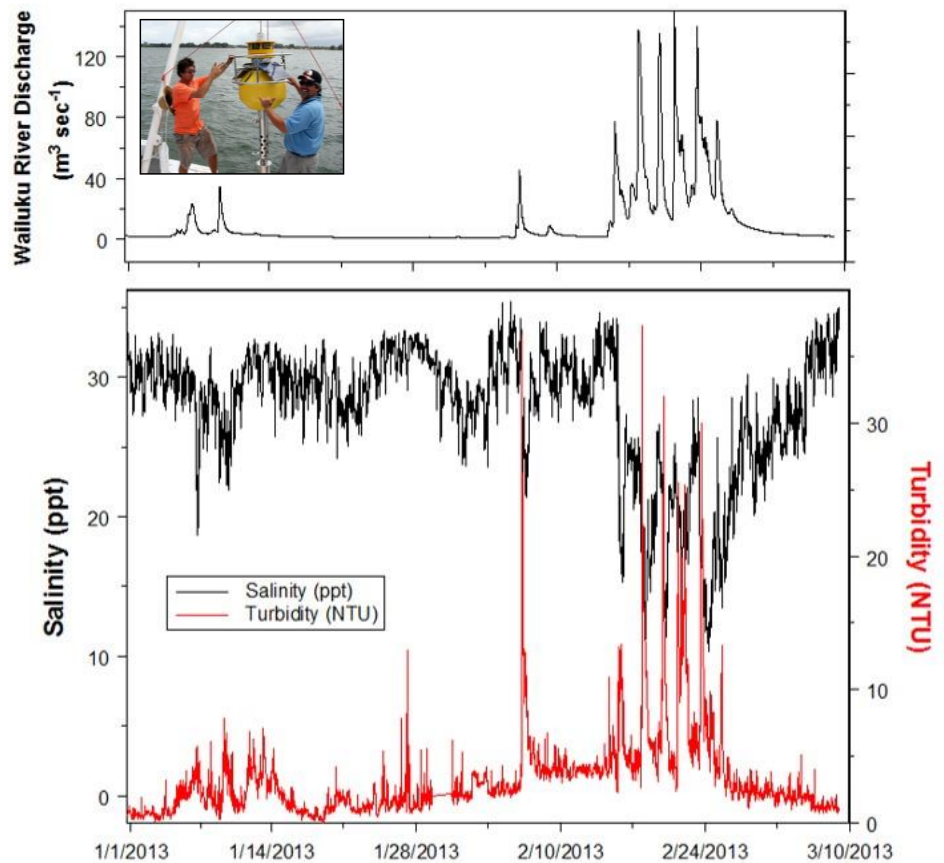 Wailuku River Discharge
(m³ sec⁻¹)
120
80
40
0
Salinity (ppt)
30
20
10
0
Salinity (ppt)
Turbidity (NTU)
30
20
10
0
Turbidity (NTU)
1/1/2013 1/14/2013 1/28/2013 2/10/2013 2/24/2013 3/10/2013